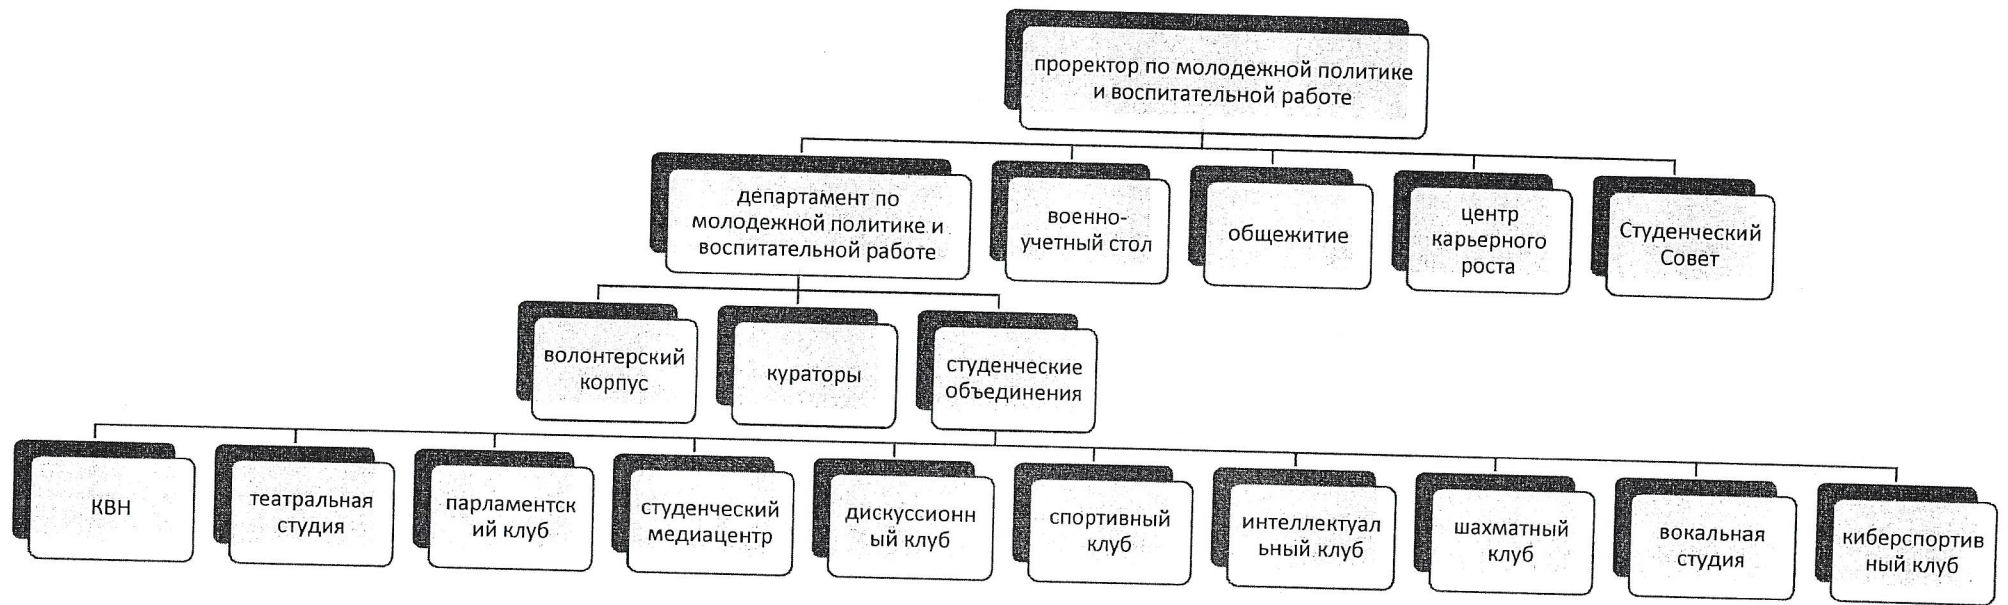 проректор по молодежной политике
и воспитательной работе
департамент по
молодежной политике и
воспитательной работе
военно-
учетный стол
общежитие
центр
карьерного
роста
Студенческий
Совет
волонтерский
корпус
кураторы
студенческие
объединения
КВН
театральная
студия
парламентск
ий клуб
студенческий
медиацентр
дискуссионн
ый клуб
спортивный
клуб
интеллектуал
ьный клуб
шахматный
клуб
вокальная
студия
киберспортив
ный клуб